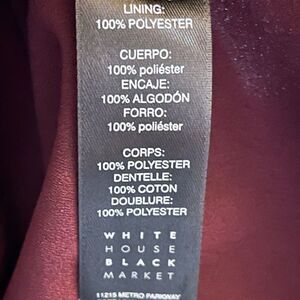 LINING:
100% POLYESTER
CUERPO:
100% poliéster
ENCAJE:
100% ALGODÓN
FORRO:
100% poliéster
CORPS:
100% POLYESTER
DENTELLE:
100% COTON
DOUBLURE:
100% POLYESTER
WHITE
HOUSE
BLACK
MARKET
11215 METRO PARKWAY